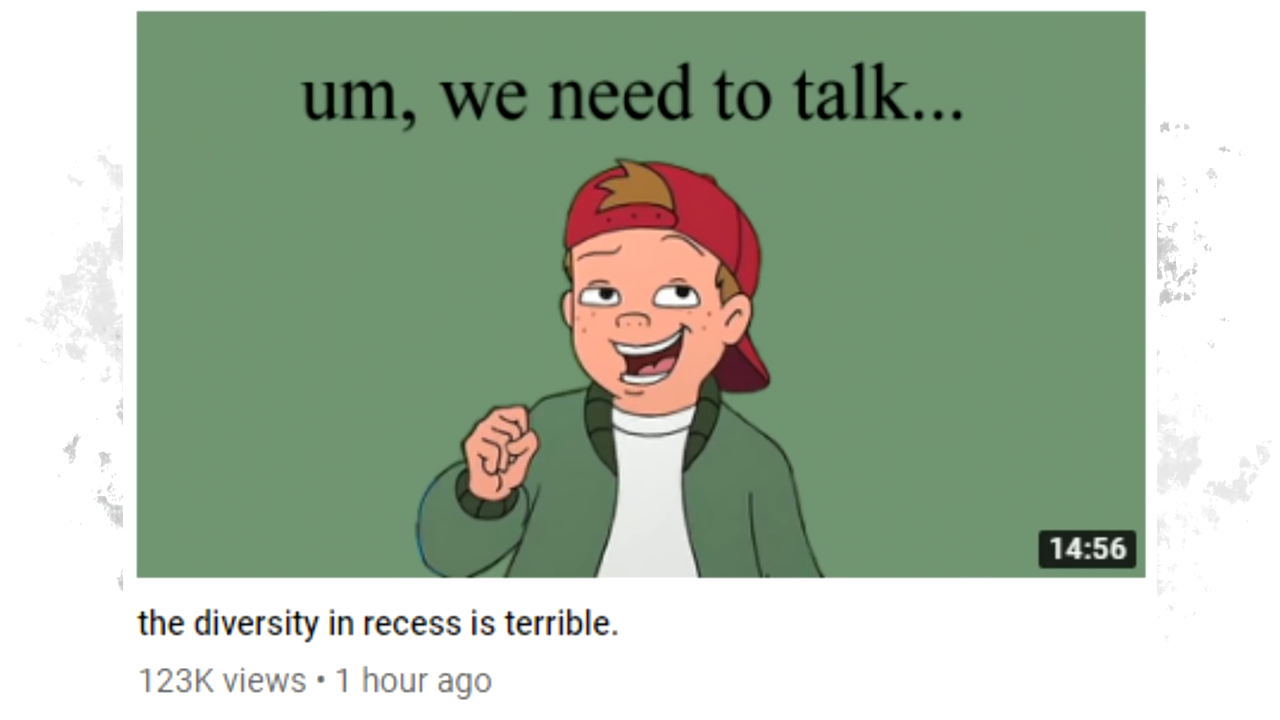 um, we need to talk...
14:56
the diversity in recess is terrible.
123K views • 1 hour ago